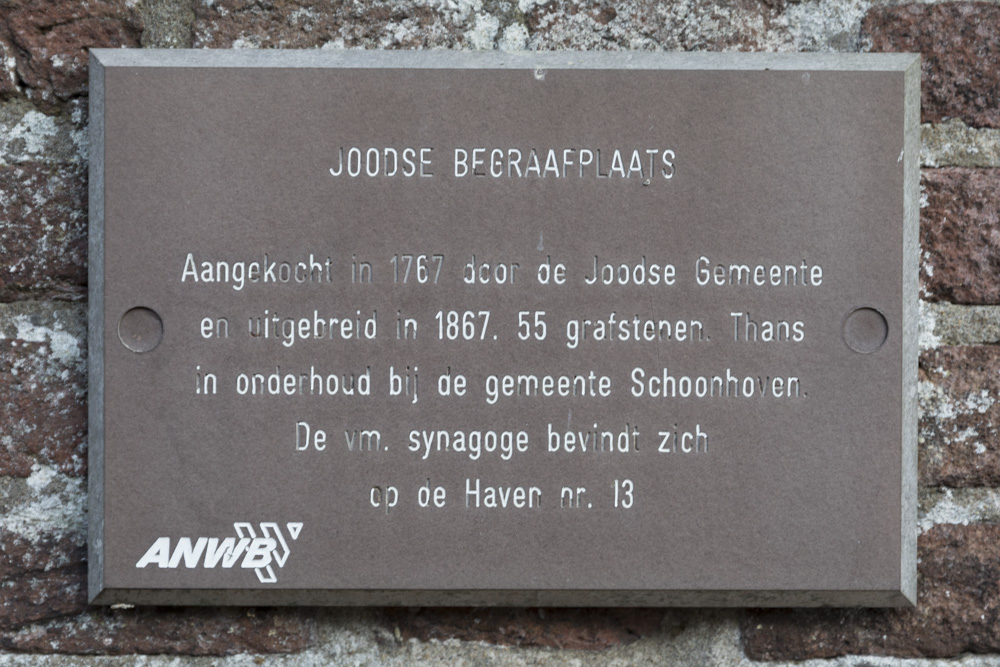 JOODSE BEGRAAFPLAATS
Aangekocht in 1767 door de Joodse Gemeente
en uitgebreid in 1867. 55 grafstenen. Thans
in onderhoud bij de gemeente Schoonhoven.
De vm. synagoge bevindt zich
op de Haven nr. 13
ANWB